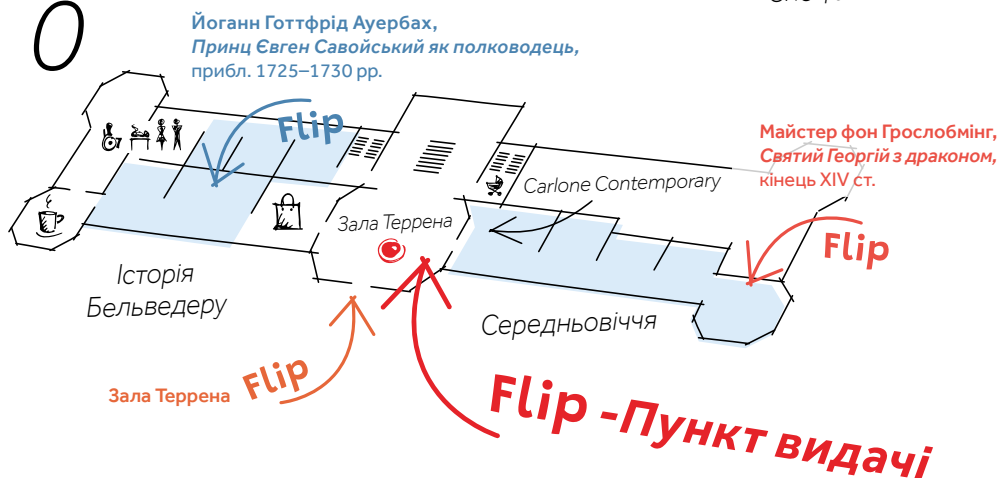 0
Йоганн Готтфрід Ауербах,
Принц Євген Савойський як полководець,
прибл. 1725–1730 рр.
Flip
Майстер фон Грослобмінг,
Святий Георгій з драконом,
кінець XIV ст.
Flip
Carlone Contemporary
Зала Террена
Історія
Бельведеру
Середньовіччя
Зала Террена
Flip
Flip -Пункт видачі